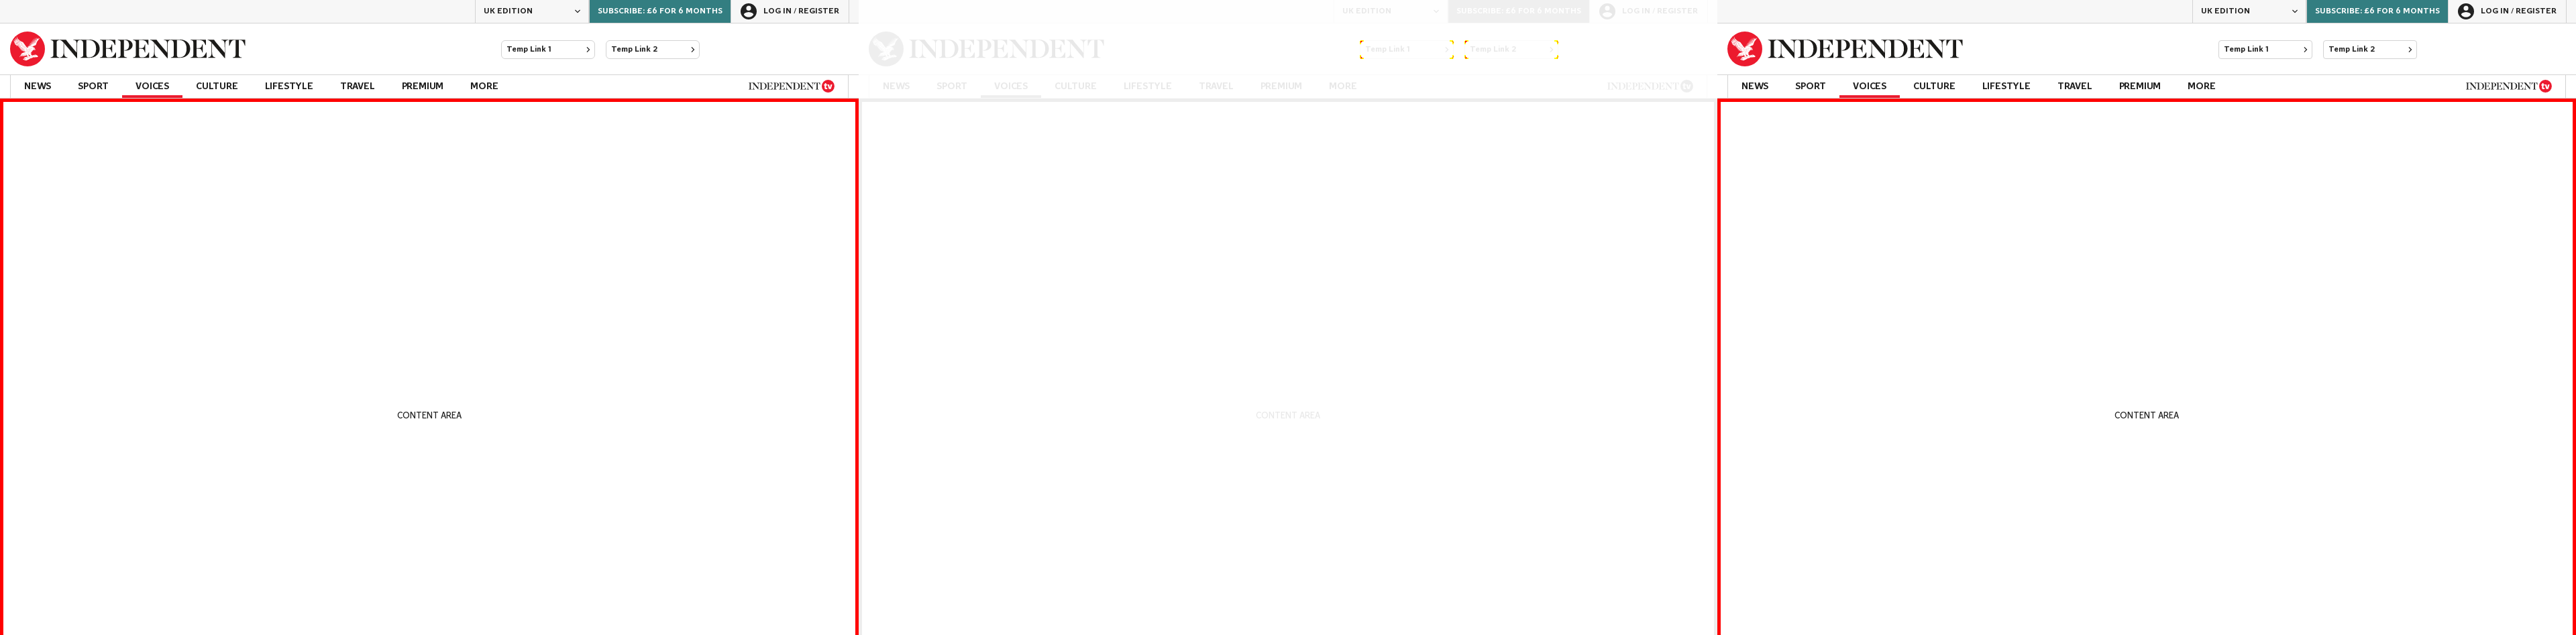 UK EDITION
SUBSCRIBE: £6 FOR 6 MONTHS
LOG IN / REGISTER
INDEPENDENT
Temp Link 1
Temp Link 2
NEWS SPORT VOICES CULTURE LIFESTYLE TRAVEL PREMIUM MORE
INDEPENDENT tv
CONTENT AREA
UK EDITION
SUBSCRIBE: £6 FOR 6 MONTHS
LOG IN / REGISTER
INDEPENDENT
Temp Link 1
Temp Link 2
NEWS SPORT VOICES CULTURE LIFESTYLE TRAVEL PREMIUM MORE
INDEPENDENT tv
CONTENT AREA
UK EDITION
SUBSCRIBE: £6 FOR 6 MONTHS
LOG IN / REGISTER
INDEPENDENT
Temp Link 1
Temp Link 2
NEWS SPORT VOICES CULTURE LIFESTYLE TRAVEL PREMIUM MORE
INDEPENDENT tv
CONTENT AREA